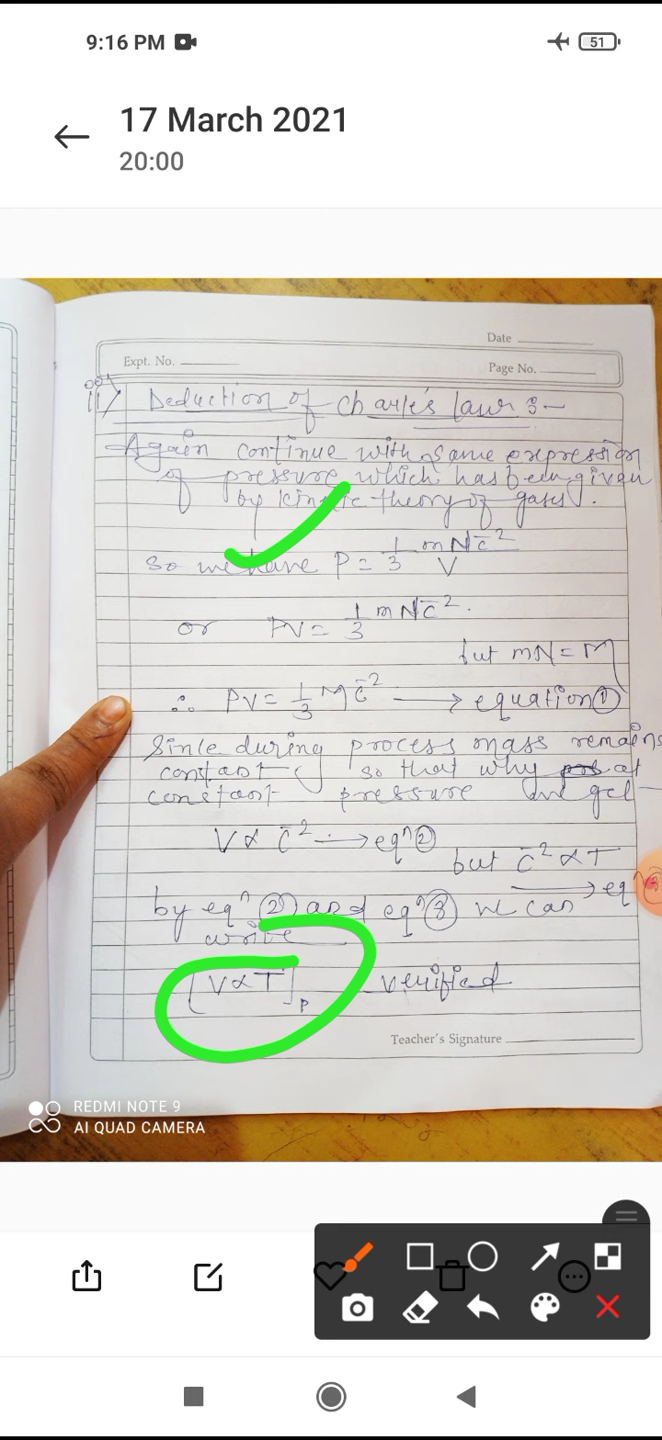 9:16 PM
51
17 March 2021
20:00
Date
Expt. No.
Page No.
ii) Deduction of Charle's Law :-
Again continue with same expression
of pressure which has been given
by kinetic theory of gases.
so we have P = 1/3 mNc̄²/V
or PV = 1/3 mNc̄².
but mN = M
∴ PV = 1/3 Mc̄² → equation ①
Since during process mass remains
constant so that why at
constant pressure we get
V ∝ c̄² → eqⁿ ②
but c̄² ∝ T
→ eqⁿ ③
by eqⁿ ② and eqⁿ ③ we can
write
[V ∝ T]P verified
Teacher's Signature
REDMI NOTE 9
AI QUAD CAMERA